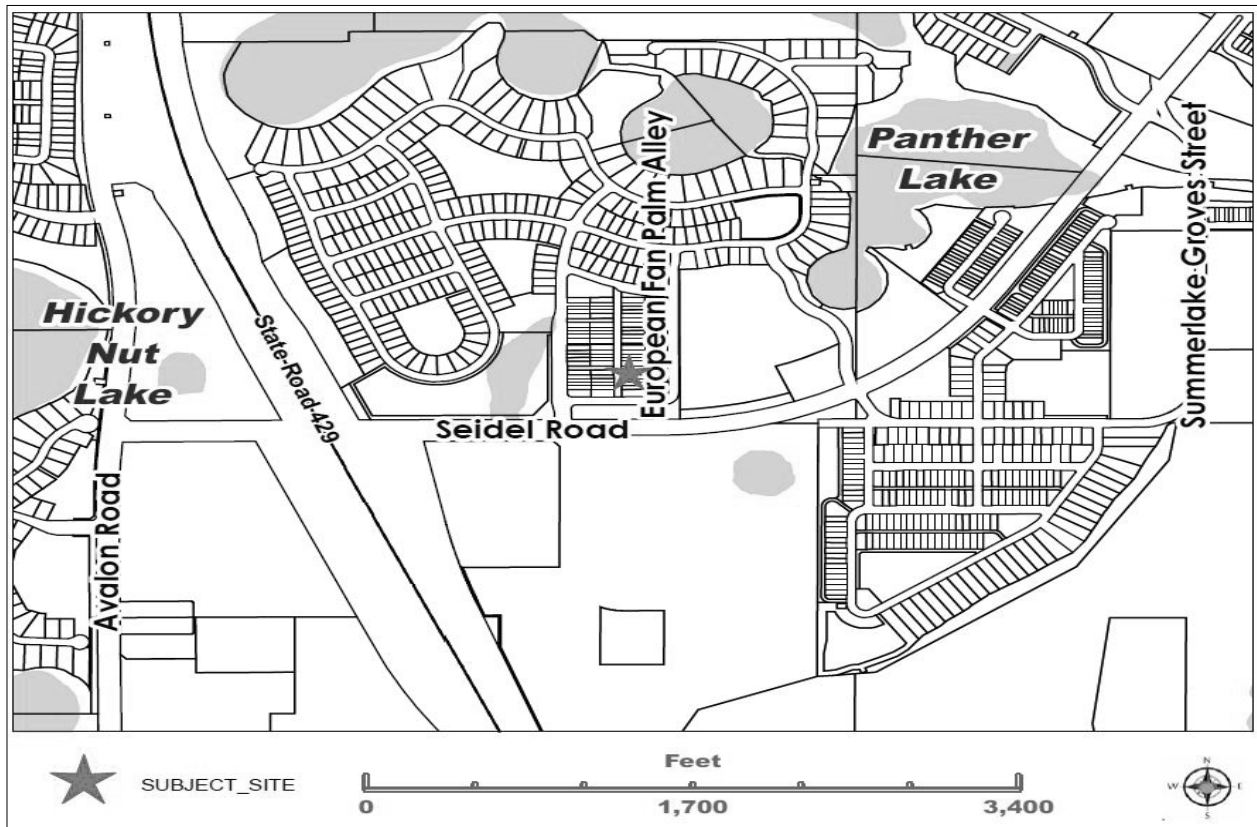 Panther
Lake
European Fan Palm Alley
Summerlake Groves Street
Hickory
Nut
Lake
State Road 429
Seidel Road
Avalon Road
SUBJECT_SITE
Feet
0
1,700
3,400
N
W
E
S